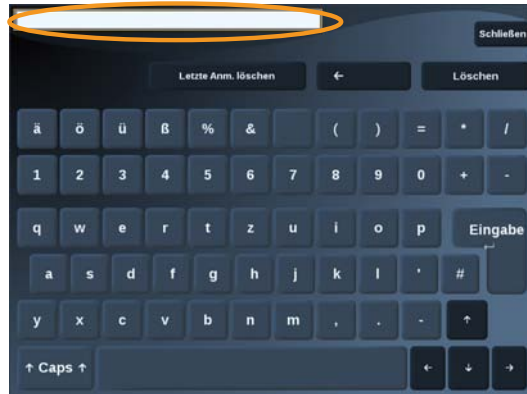 Schließen
Letzte Anm. löschen ← Löschen
ä ö ü ß % & ( ) = * /
1 2 3 4 5 6 7 8 9 0 + -
q w e r t z u i o p Eingabe
a s d f g h j k l ' #
y x c v b n m , . - ↑
↑ Caps ↑ ← ↓ →